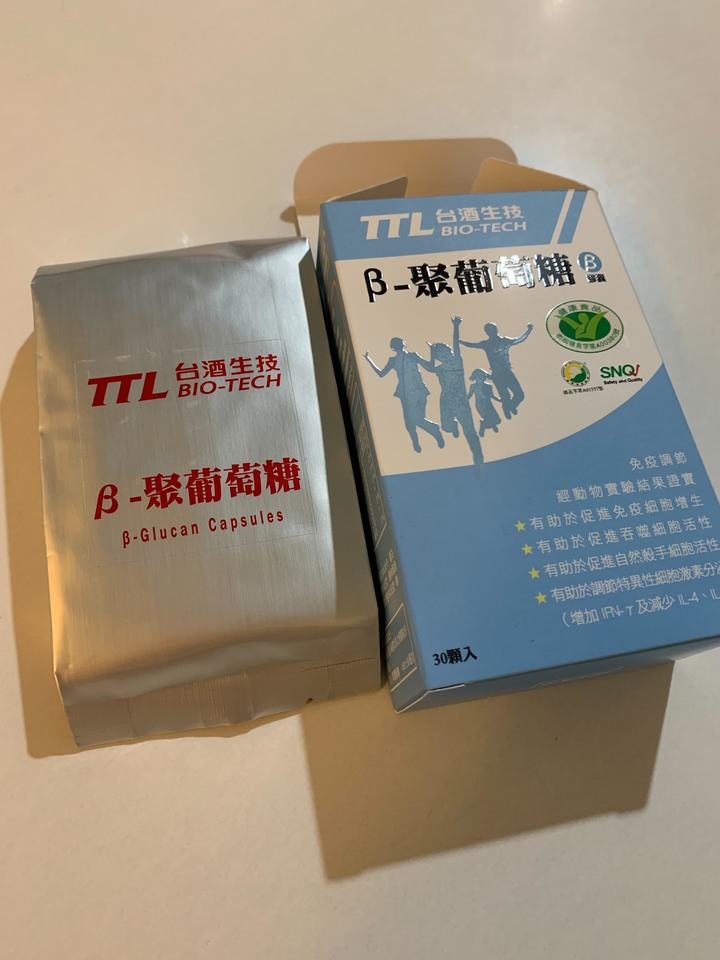 TTL 台酒生技
BIO-TECH
β-聚葡萄糖
β-Glucan Capsules
TTL 台酒生技
BIO-TECH
β-聚葡萄糖
β
健康食品
SNQ
Safety and Quality
免疫調節
經動物實驗結果證實
★有助於促進免疫細胞增生
★有助於促進吞噬細胞活性
★有助於促進自然殺手細胞活性
★有助於調節特異性細胞激素分
(增加 IFN-γ 及減少 IL-4、IL
30顆入